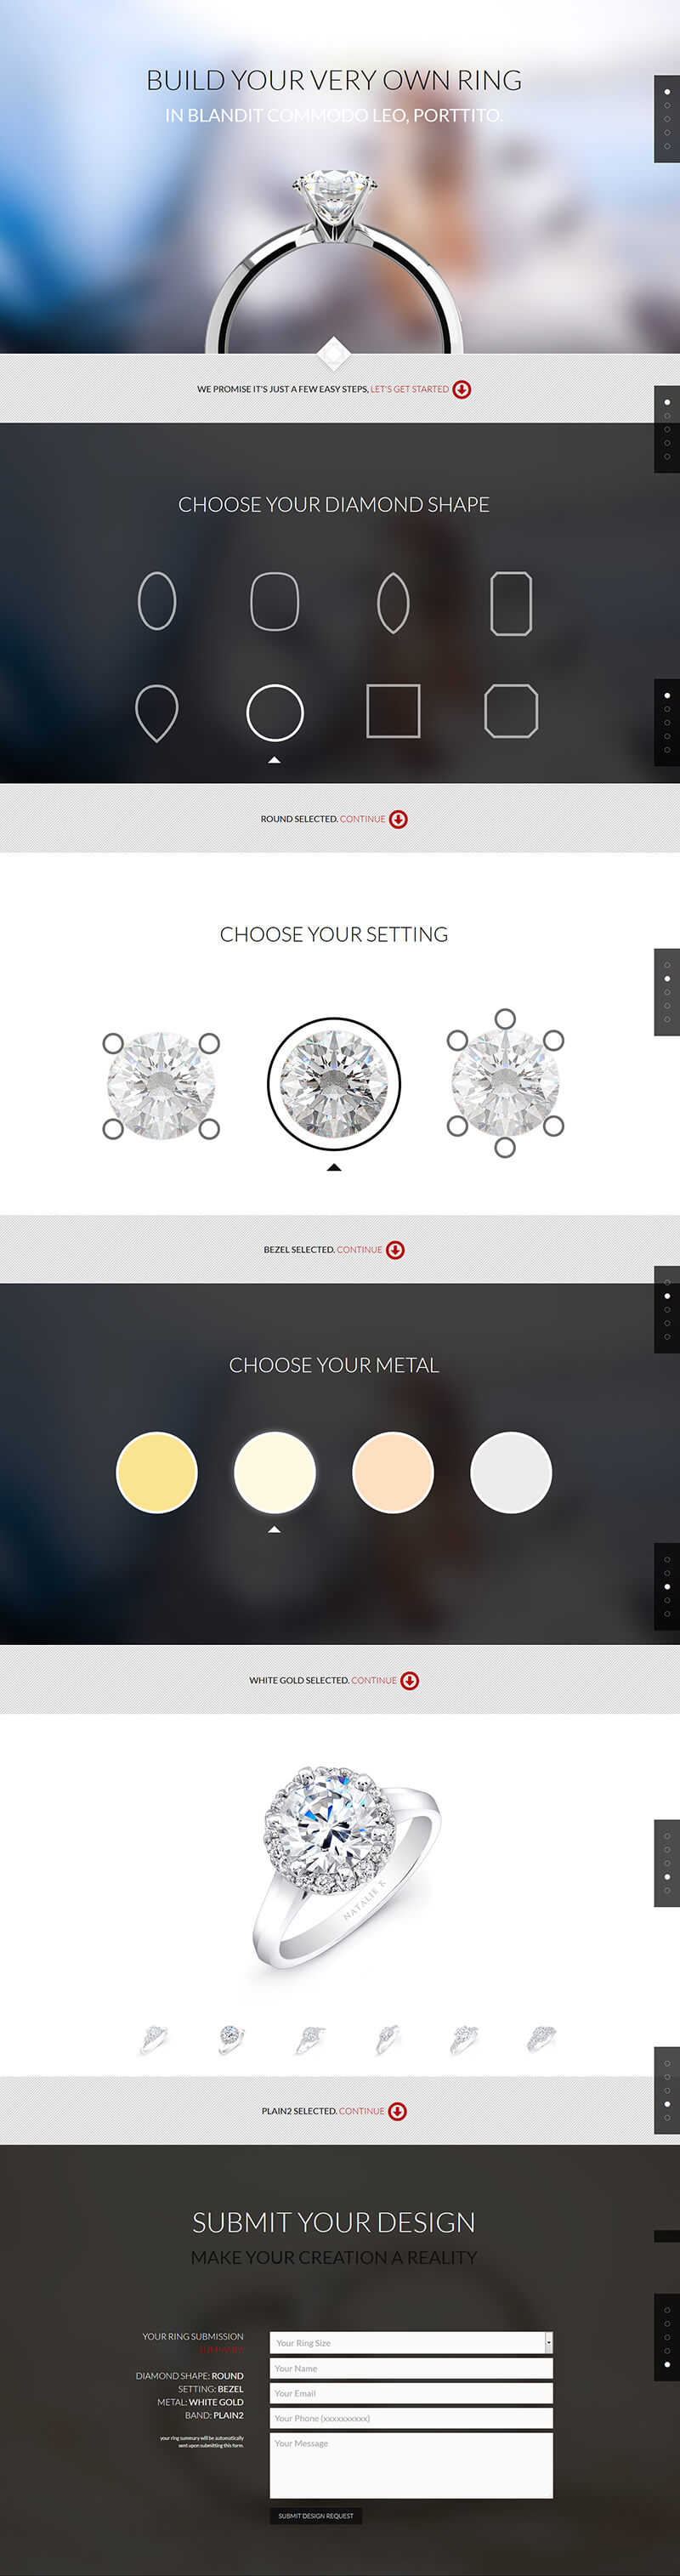 BUILD YOUR VERY OWN RING
IN BLANDIT COMMODO LEO, PORTTITO.
WE PROMISE IT'S JUST A FEW EASY STEPS, LET'S GET STARTED
CHOOSE YOUR DIAMOND SHAPE
ROUND SELECTED. CONTINUE
CHOOSE YOUR SETTING
BEZEL SELECTED. CONTINUE
CHOOSE YOUR METAL
WHITE GOLD SELECTED. CONTINUE
NATALIE K
PLAIN2 SELECTED. CONTINUE
SUBMIT YOUR DESIGN
MAKE YOUR CREATION A REALITY
YOUR RING SUBMISSION
SUMMARY
DIAMOND SHAPE: ROUND
SETTING: BEZEL
METAL: WHITE GOLD
BAND: PLAIN2
your ring summary will be automatically
sent upon submitting this form.
Your Ring Size
Your Name
Your Email
Your Phone (xxxxxxxxxx)
Your Message
SUBMIT DESIGN REQUEST